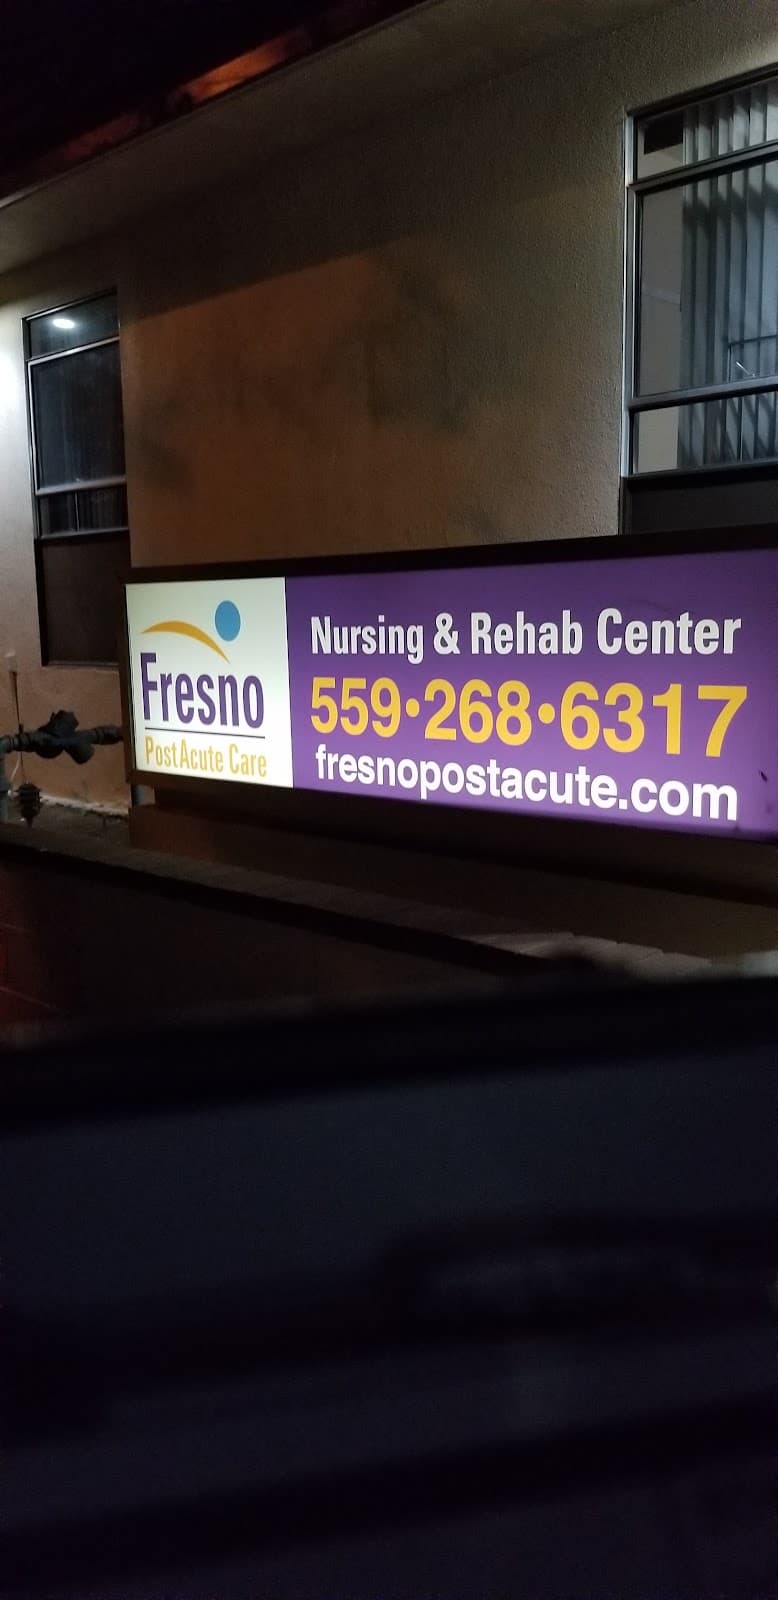 Fresno
PostAcute Care
Nursing & Rehab Center
559•268•6317
fresnopostacute.com